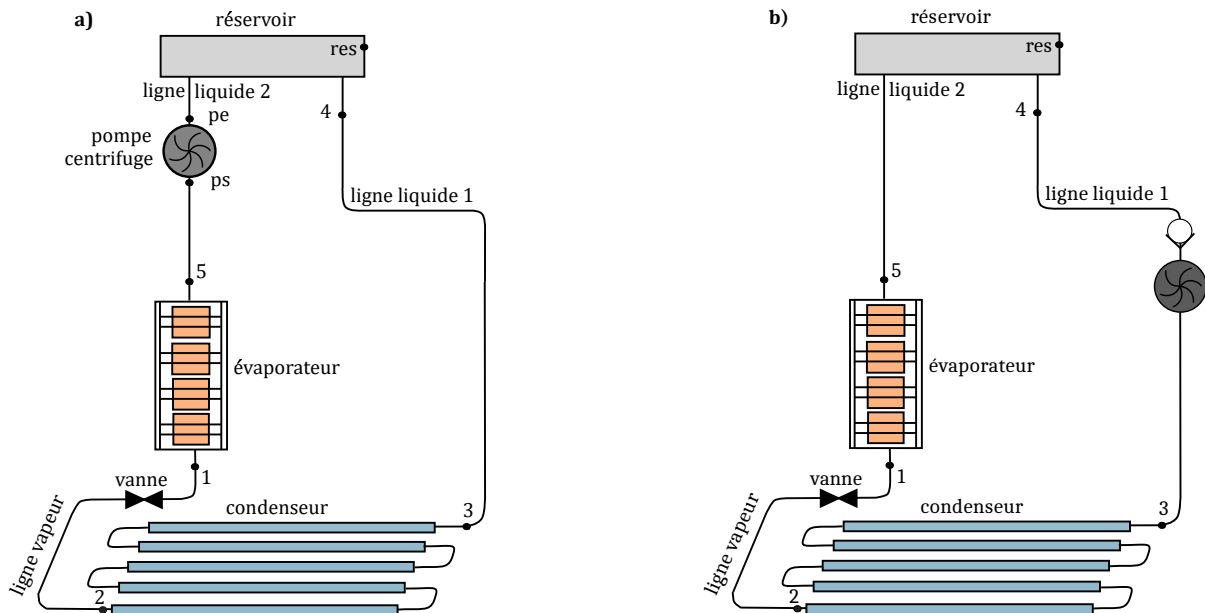 a)
réservoir
res
ligne liquide 2
pe
4
pompe
centrifuge
ps
ligne liquide 1
5
évaporateur
1
vanne
ligne vapeur
condenseur
3
2
b)
réservoir
res
ligne liquide 2
4
ligne liquide 1
5
évaporateur
1
vanne
ligne vapeur
condenseur
3
2